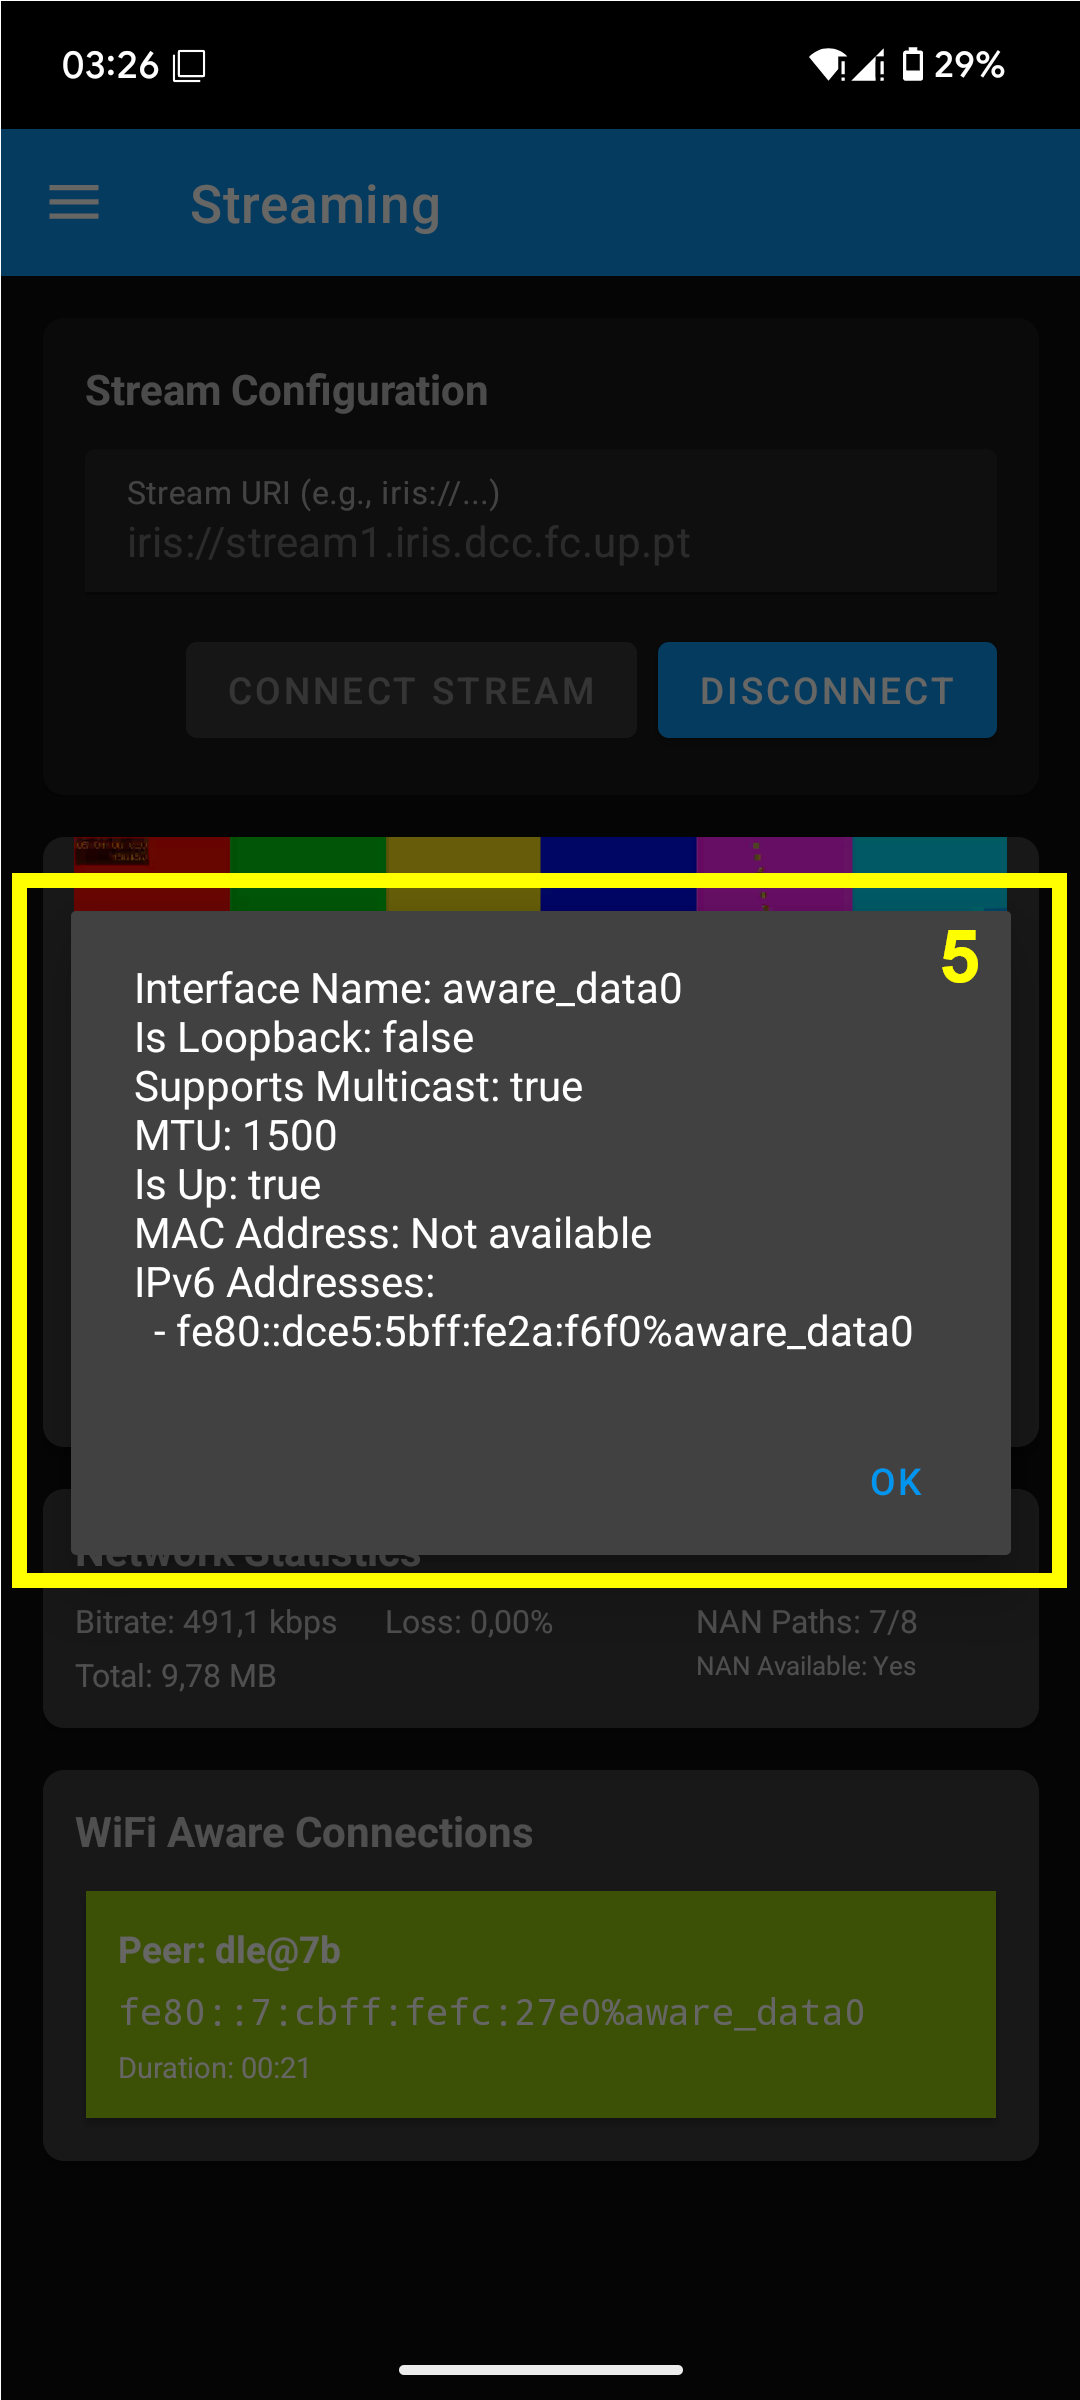 03:26
29%
Streaming
Stream Configuration
Stream URI (e.g., iris://...)
iris://stream1.iris.dcc.fc.up.pt
CONNECT STREAM
DISCONNECT
5
Interface Name: aware_data0
Is Loopback: false
Supports Multicast: true
MTU: 1500
Is Up: true
MAC Address: Not available
IPv6 Addresses:
- fe80::dce5:5bff:fe2a:f6f0%aware_data0
OK
Network Statistics
Bitrate: 491,1 kbps
Loss: 0,00%
NAN Paths: 7/8
Total: 9,78 MB
NAN Available: Yes
WiFi Aware Connections
Peer: dle@7b
fe80::7:cbff:fefc:27e0%aware_data0
Duration: 00:21